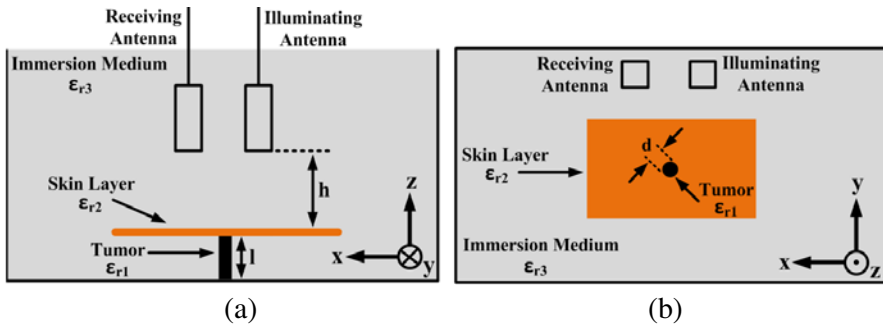 Receiving
Antenna
Illuminating
Antenna
Immersion Medium
εr3
h
Skin Layer
εr2
Tumor
εr1
l
z
x
y
(a)
Receiving
Antenna
Illuminating
Antenna
d
Skin Layer
εr2
Tumor
εr1
Immersion Medium
εr3
y
x
z
(b)